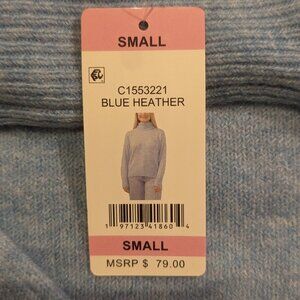 SMALL
C1553221
BLUE HEATHER
1 97123 41860 4
SMALL
MSRP $ 79.00